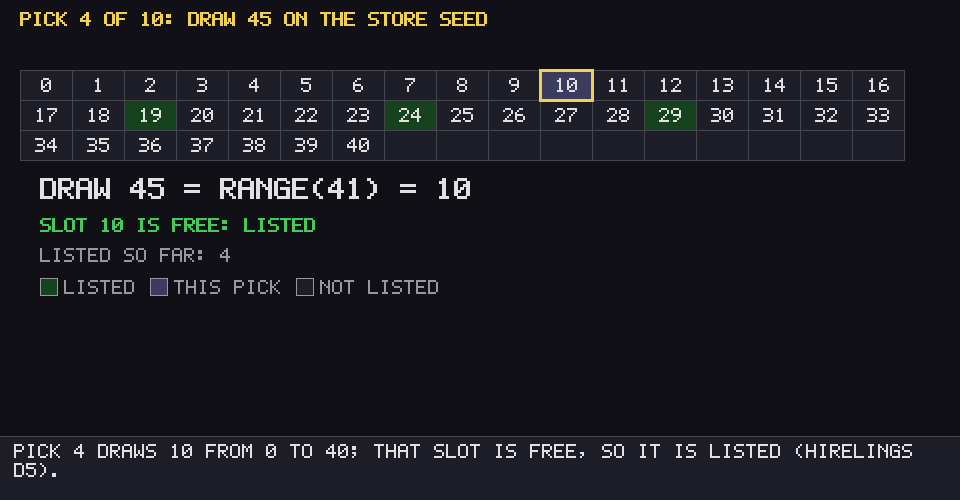 PICK 4 OF 10: DRAW 45 ON THE STORE SEED
0 1 2 3 4 5 6 7 8 9 10 11 12 13 14 15 16
17 18 19 20 21 22 23 24 25 26 27 28 29 30 31 32 33
34 35 36 37 38 39 40
DRAW 45 = RANGE(41) = 10
SLOT 10 IS FREE: LISTED
LISTED SO FAR: 4
LISTED THIS PICK NOT LISTED
PICK 4 DRAWS 10 FROM 0 TO 40; THAT SLOT IS FREE, SO IT IS LISTED (HIRELINGS
D5).